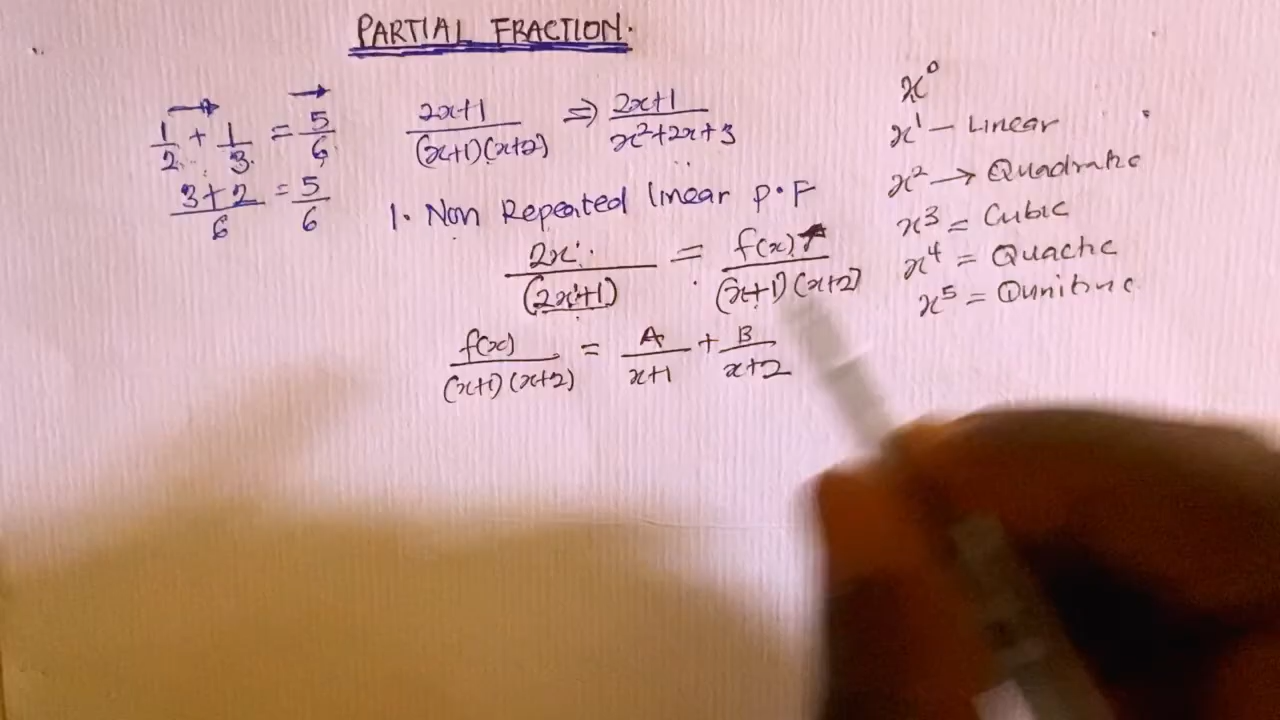 PARTIAL FRACTION.
1/2 + 1/3 = 5/6
3+2/6 = 5/6
2x+1/(x+1)(x+2) ⇒ 2x+1/x²+2x+3
1. Non Repeated linear P.F
2x/(2x+1) = f(x)/(x+1)(x+2)
f(x)/(x+1)(x+2) = A/x+1 + B/x+2
x⁰
x¹ – Linear
x² → Quadratic
x³ = Cubic
x⁴ =
x⁵ =